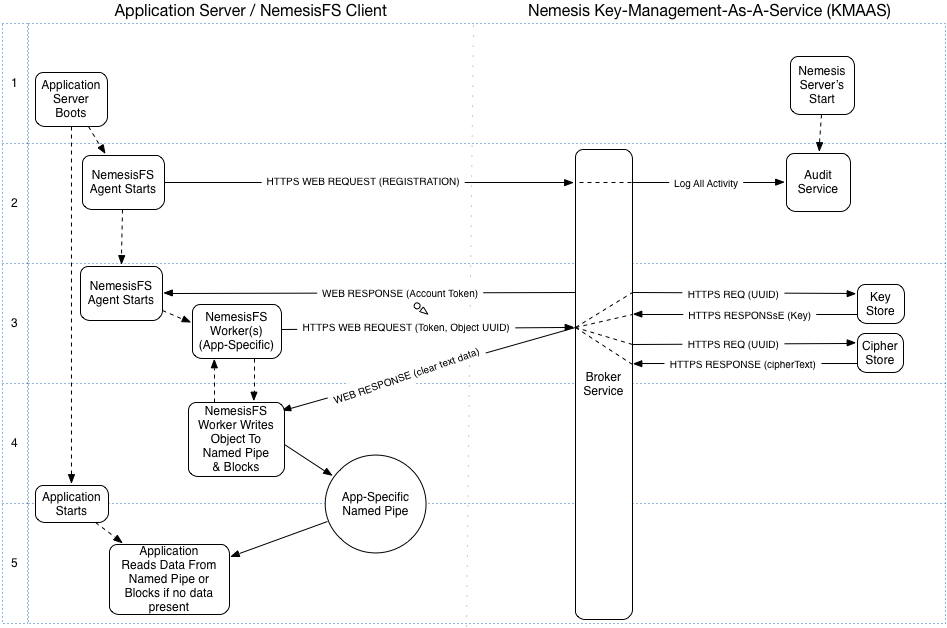 Application Server / NemesisFS Client
Nemesis Key-Management-As-A-Service (KMAAS)
1
Application
Server
Boots
Nemesis
Server's
Start
2
NemesisFS
Agent Starts
HTTPS WEB REQUEST (REGISTRATION)
Log All Activity
Audit
Service
3
NemesisFS
Agent Starts
WEB RESPONSE (Account Token)
HTTPS REQ (UUID)
Key
Store
NemesisFS
Worker(s)
(App-Specific)
HTTPS WEB REQUEST (Token, Object UUID)
HTTPS RESPONSsE (Key)
HTTPS REQ (UUID)
Cipher
Store
HTTPS RESPONSE (cipherText)
WEB RESPONSE (clear text data)
Broker
Service
4
NemesisFS
Worker Writes
Object To
Named Pipe
& Blocks
App-Specific
Named Pipe
Application
Starts
5
Application
Reads Data From
Named Pipe or
Blocks if no data
present